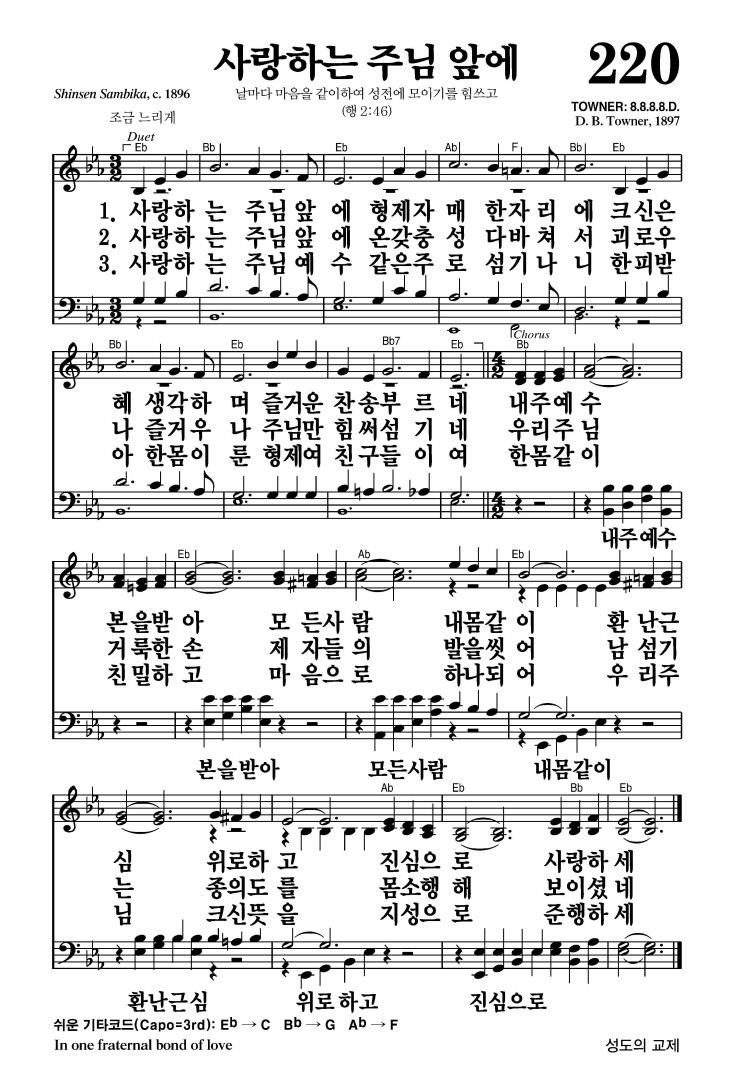 사랑하는 주님 앞에
220
Shinsen Sambika, c. 1896
날마다 마음을 같이하여 성전에 모이기를 힘쓰고
(행 2:46)
TOWNER: 8.8.8.8.D.
D. B. Towner, 1897
조금 느리게
Duet
Eb Bb Eb Ab F Bb Eb
1. 사랑하 는 주님 앞 에 형제자 매 한자 리 에 크신은
2. 사랑하 는 주님 앞 에 온갖충 성 다바 쳐 서 괴로우
3. 사랑하 는 주님 예 수 같은주 로 섬기 나 니 한피받
Chorus
Bb Eb Bb7 Eb Bb
혜 생각하 며 즐거운 찬송부 르 네 내주예 수
나 즐거우 나 주님만 힘써섬 기 네 우리주 님
아 한몸이 룬 형제여 친구들 이 여 한몸같 이
내주예수
Eb Ab Eb
본을받 아 모 든사 람 내몸같 이 환 난근
거룩한 손 제 자들 의 발을씻 어 남 섬기
친밀하 고 마 음으 로 하나되 어 우 리주
본을받아 모든사람 내몸같이
Ab Eb Bb Eb
심 위로하 고 진심으 로 사랑하 세
는 종의도 를 몸소행 해 보이셨 네
님 크신뜻 을 지성으 로 준행하 세
환난근심 위로하고 진심으로
쉬운 기타코드(Capo=3rd): E♭ → C B♭ → G A♭ → F
In one fraternal bond of love
성도의 교제